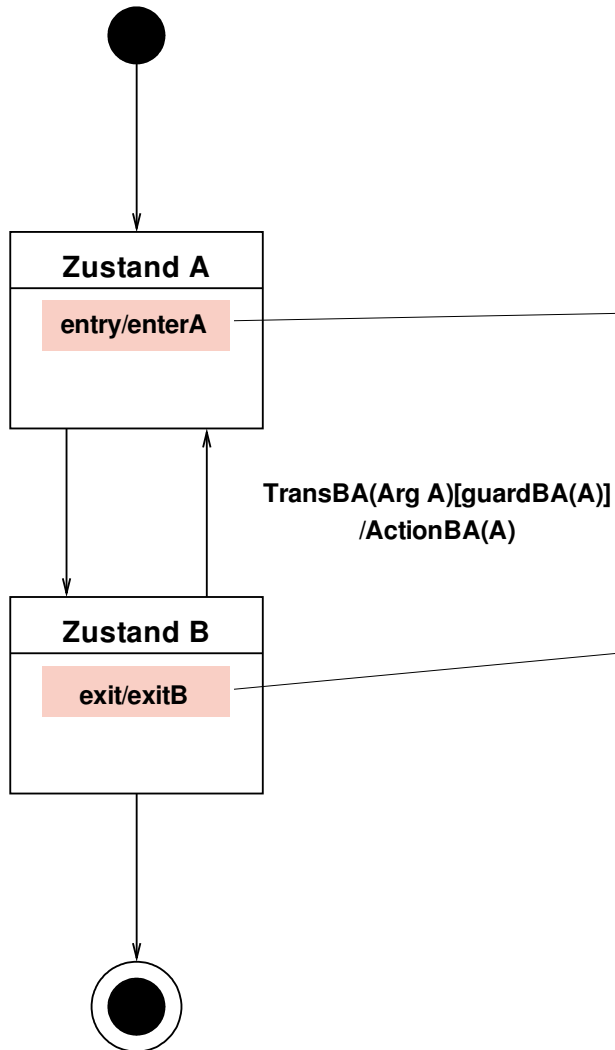 Zustand A
entry/enterA
TransBA(Arg A)[guardBA(A)]
/ActionBA(A)
Zustand B
exit/exitB